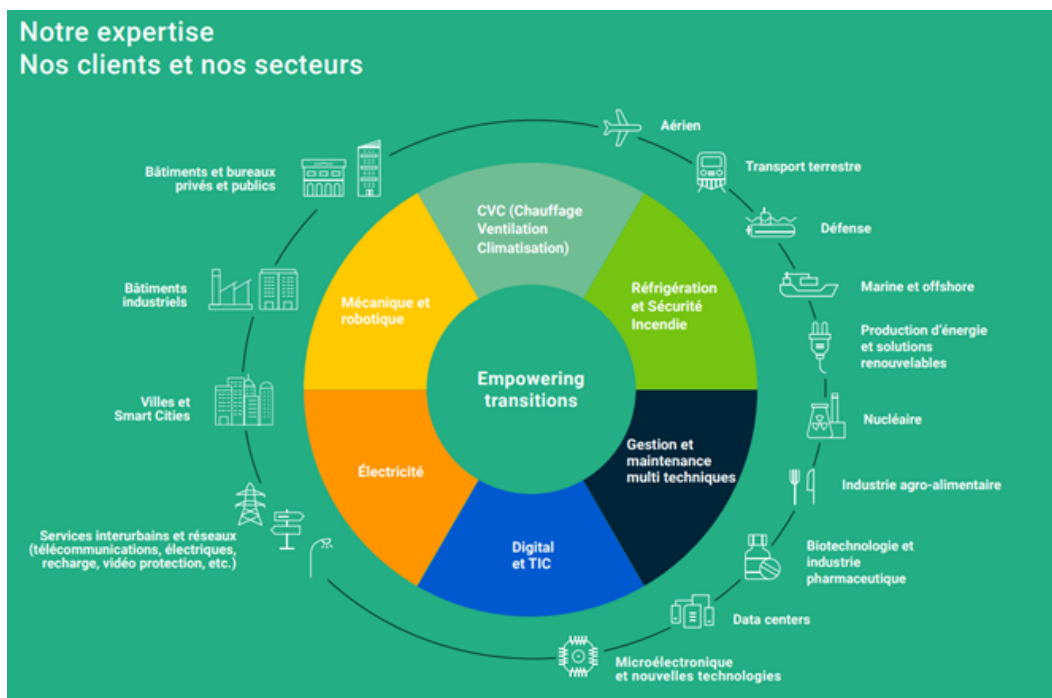 Notre expertise
Nos clients et nos secteurs
Aérien
Transport terrestre
Défense
Marine et offshore
Production d'énergie
et solutions
renouvelables
Nucléaire
Industrie agro-alimentaire
Biotechnologie et
industrie
pharmaceutique
Data centers
Microélectronique
et nouvelles technologies
Services interurbains et réseaux
(télécommunications, électriques,
recharge, vidéo protection, etc.)
Villes et
Smart Cities
Bâtiments
industriels
Bâtiments et bureaux
privés et publics
CVC (Chauffage
Ventilation
Climatisation)
Réfrigération
et Sécurité
Incendie
Gestion et
maintenance
multi techniques
Digital
et TIC
Électricité
Mécanique et
robotique
Empowering
transitions